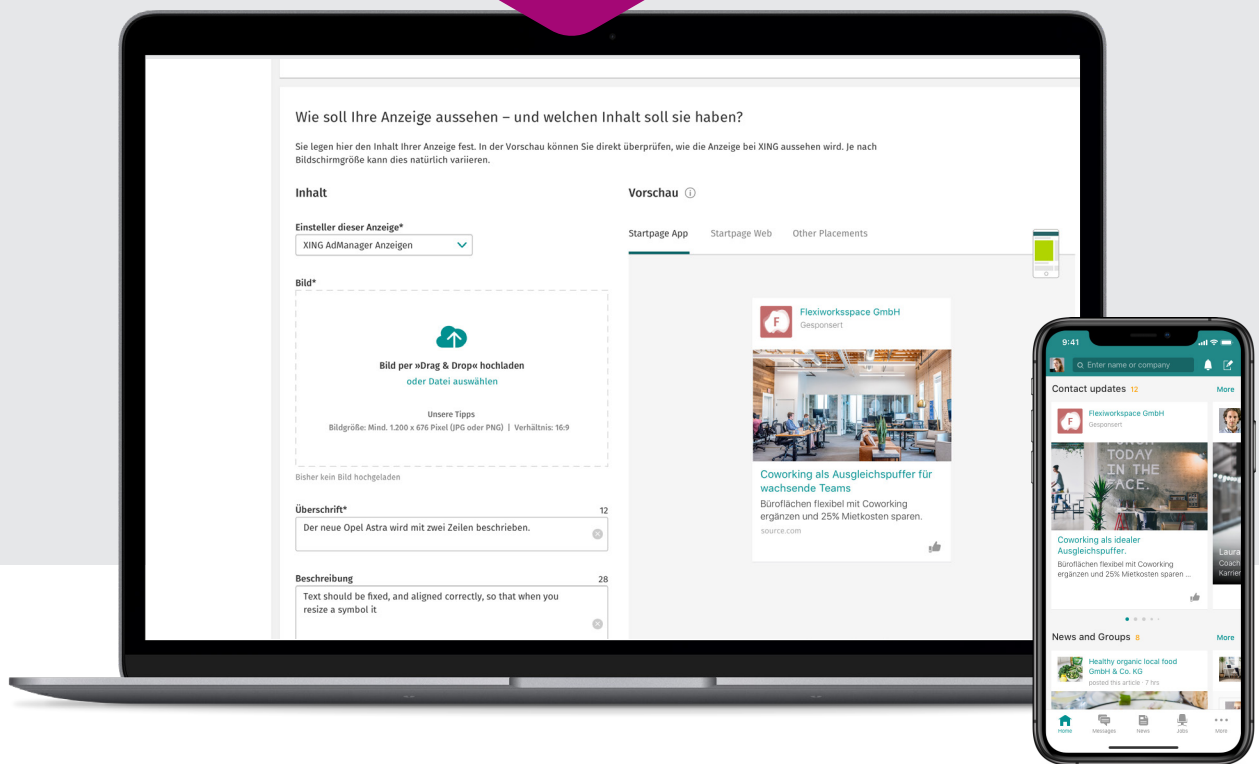 Wie soll Ihre Anzeige aussehen – und welchen Inhalt soll sie haben?
Sie legen hier den Inhalt Ihrer Anzeige fest. In der Vorschau können Sie direkt überprüfen, wie die Anzeige bei XING aussehen wird. Je nach
Bildschirmgröße kann dies natürlich variieren.
Inhalt
Einsteller dieser Anzeige*
XING AdManager Anzeigen
Bild*
Bild per »Drag & Drop« hochladen
oder Datei auswählen
Unsere Tipps
Bildgröße: Mind. 1.200 x 676 Pixel (JPG oder PNG) | Verhältnis: 16:9
Bisher kein Bild hochgeladen
Überschrift*
12
Der neue Opel Astra wird mit zwei Zeilen beschrieben.
Beschreibung
28
Text should be fixed, and aligned correctly, so that when you
resize a symbol it
Vorschau
Startpage App
Startpage Web
Other Placements
F
Flexiworksspace GmbH
Gesponsert
Coworking als Ausgleichspuffer für
wachsende Teams
Büroflächen flexibel mit Coworking
ergänzen und 25% Mietkosten sparen.
source.com
9:41
Enter name or company
Contact updates 12
More
F
Flexiworkspace GmbH
Gesponsert
TODAY
IN THE
FACE.
Coworking als idealer
Ausgleichspuffer.
Büroflächen flexibel mit Coworking
ergänzen und 25% Mietkosten sparen ...
Laura
Coach
Karrier
News and Groups 8
More
Healthy organic local food
GmbH & Co. KG
posted this article · 7 hrs
Home
Messages
News
Jobs
More